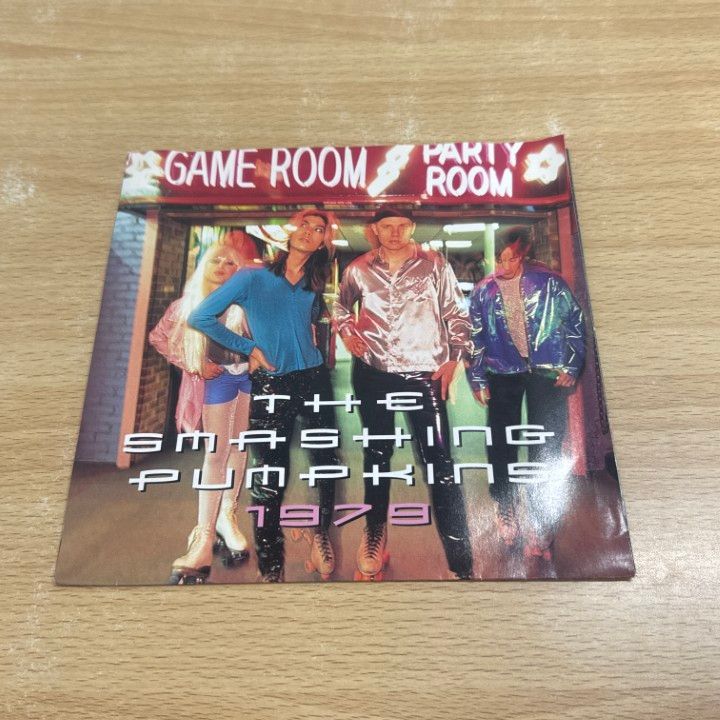 GAME ROOM
PARTY
ROOM
THE
SMASHING
PUMPKINS
1979